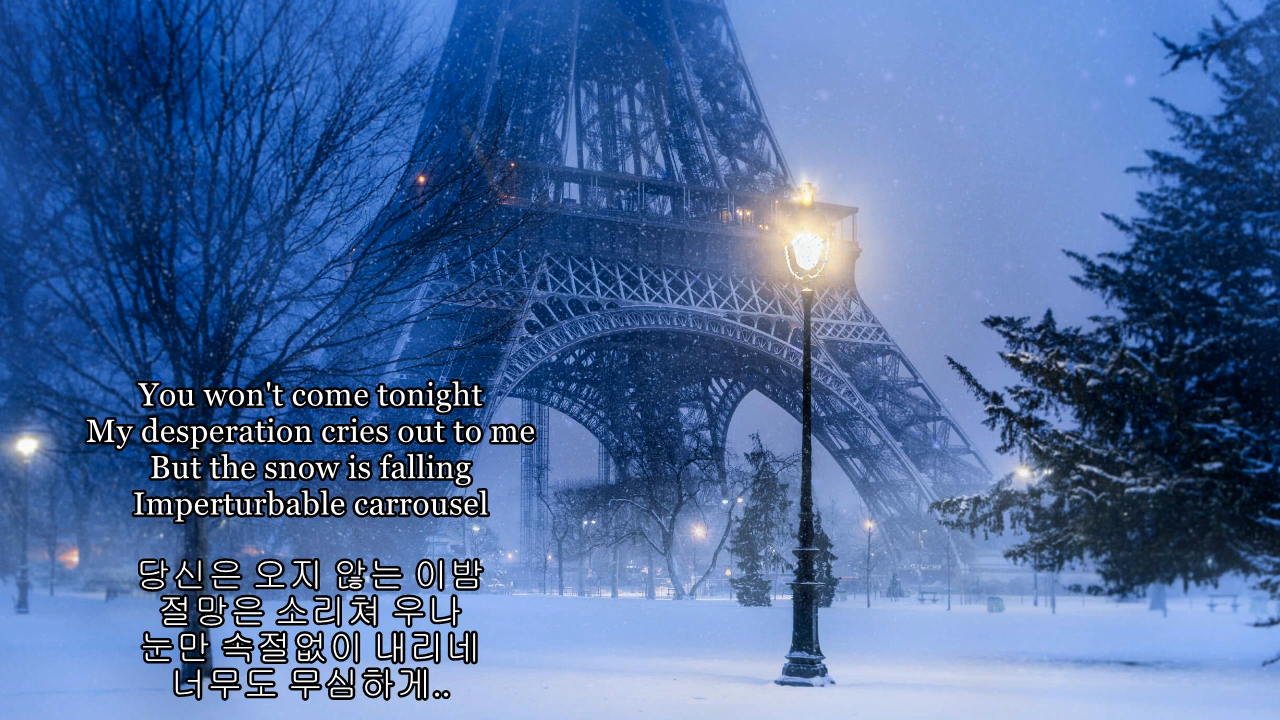 You won't come tonight
My desperation cries out to me
But the snow is falling
Imperturbable carrousel
당신은 오지 않는 이밤
절망은 소리쳐 우나
눈만 속절없이 내리네
너무도 무심하게..